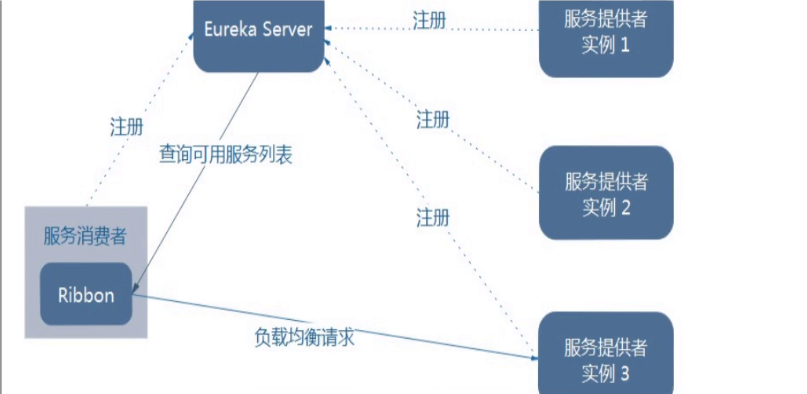 Eureka Server
注册
服务提供者
实例 1
注册
注册
查询可用服务列表
服务提供者
实例 2
注册
服务消费者
Ribbon
负载均衡请求
服务提供者
实例 3